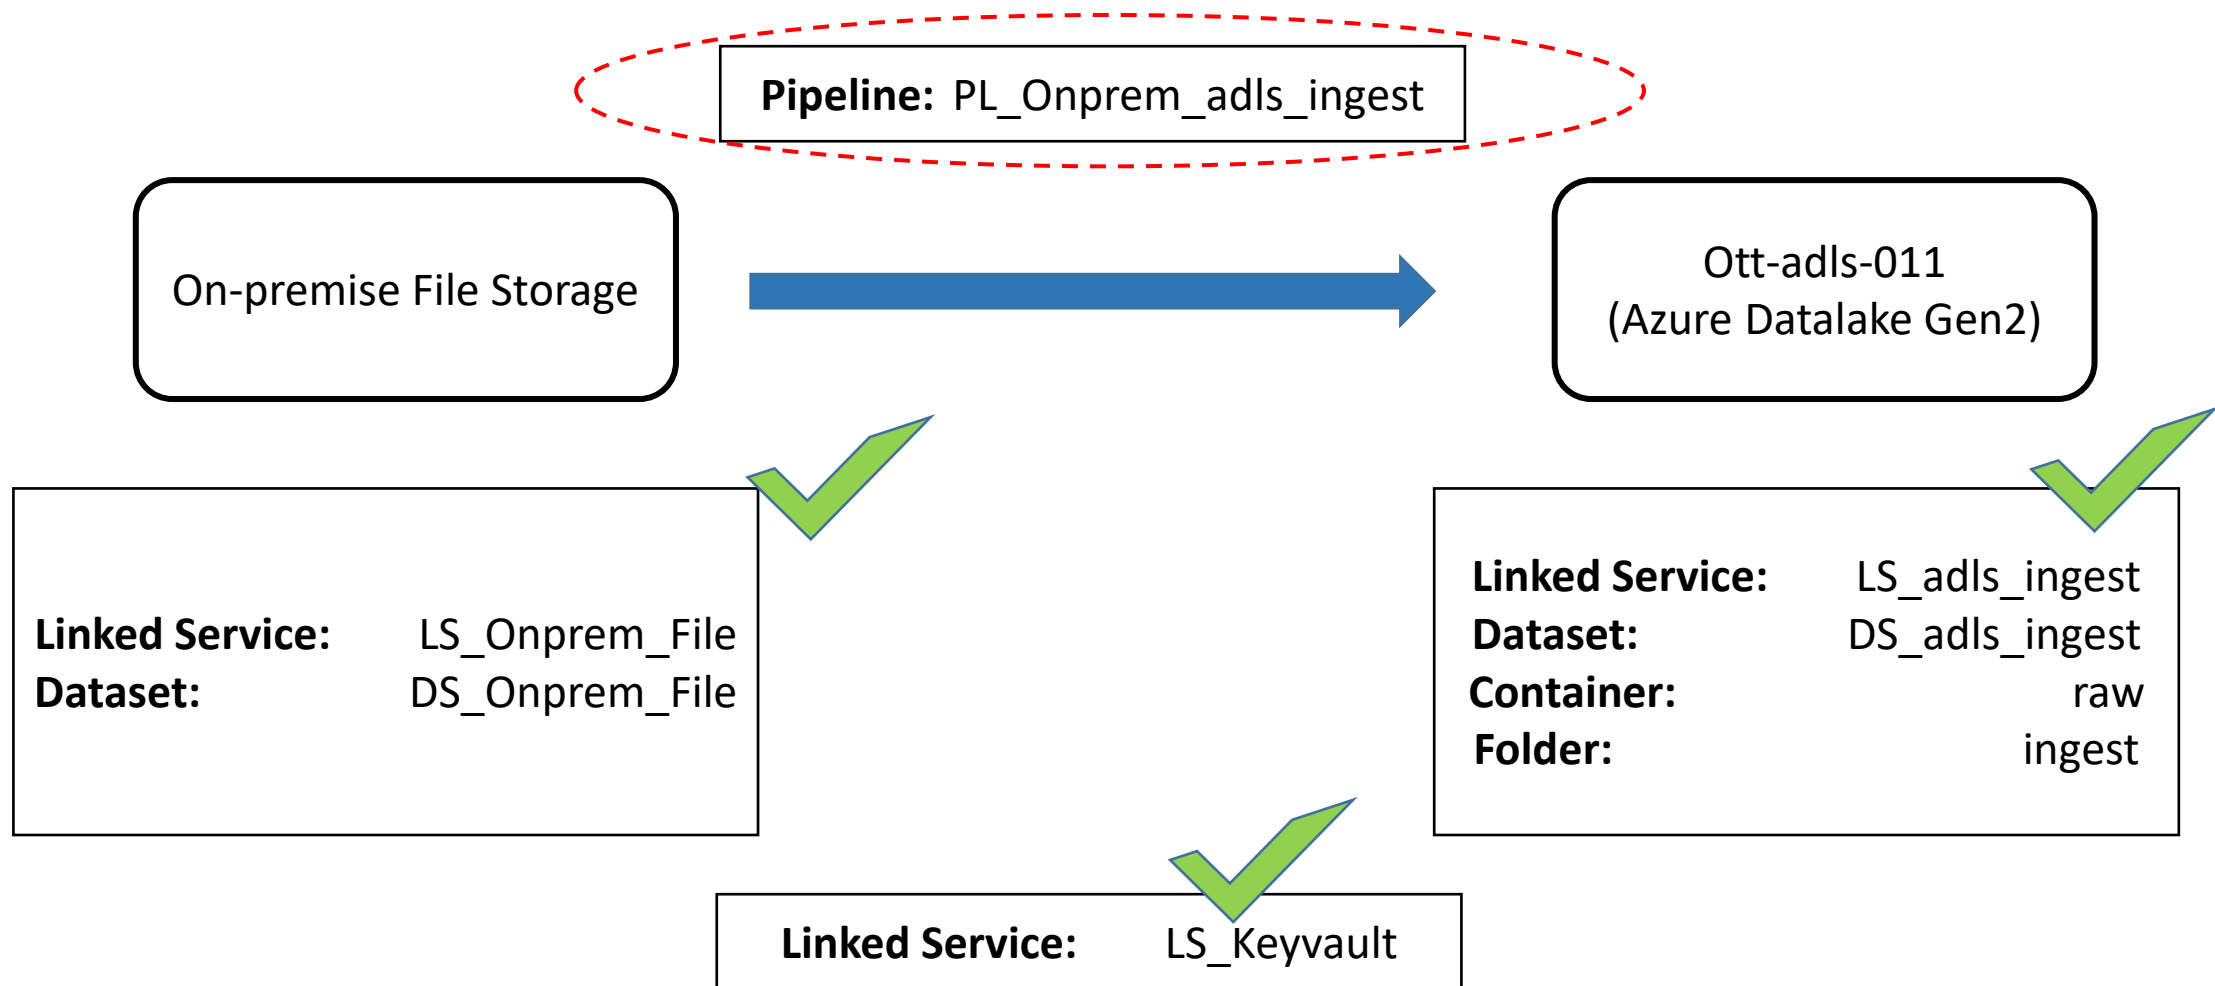 Pipeline: PL_Onprem_adls_ingest
On-premise File Storage
Ott-adls-011
(Azure Datalake Gen2)
Linked Service: LS_Onprem_File
Dataset: DS_Onprem_File
Linked Service: LS_adls_ingest
Dataset: DS_adls_ingest
Container: raw
Folder: ingest
Linked Service: LS_Keyvault